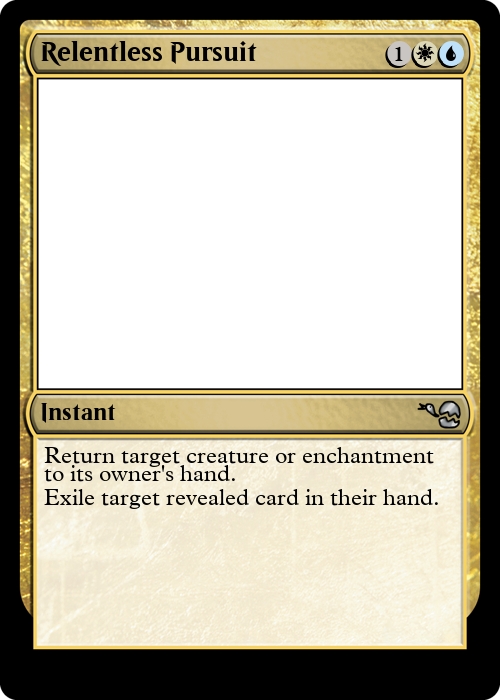 Relentless Pursuit 1
Instant
Return target creature or enchantment
to its owner's hand.
Exile target revealed card in their hand.